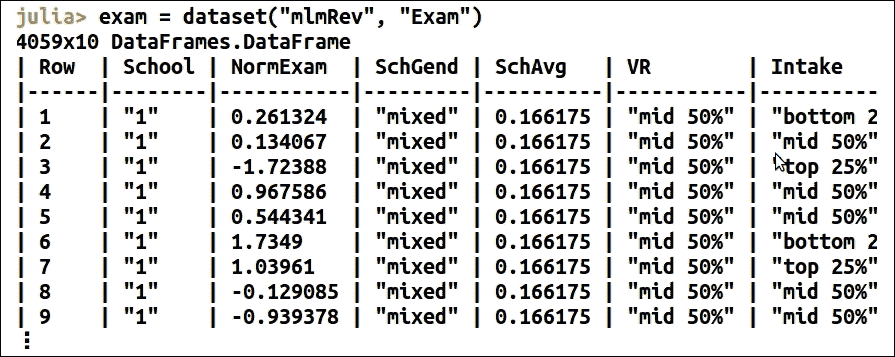 julia> exam = dataset("mlmRev", "Exam")
4059x10 DataFrames.DataFrame
| Row | School | NormExam | SchGend | SchAvg | VR | Intake
|------|--------|-----------|---------|----------|-----------|----------
| 1 | "1" | 0.261324 | "mixed" | 0.166175 | "mid 50%" | "bottom 2
| 2 | "1" | 0.134067 | "mixed" | 0.166175 | "mid 50%" | "mid 50%"
| 3 | "1" | -1.72388 | "mixed" | 0.166175 | "mid 50%" | "top 25%"
| 4 | "1" | 0.967586 | "mixed" | 0.166175 | "mid 50%" | "mid 50%"
| 5 | "1" | 0.544341 | "mixed" | 0.166175 | "mid 50%" | "mid 50%"
| 6 | "1" | 1.7349 | "mixed" | 0.166175 | "mid 50%" | "bottom 2
| 7 | "1" | 1.03961 | "mixed" | 0.166175 | "mid 50%" | "top 25%"
| 8 | "1" | -0.129085 | "mixed" | 0.166175 | "mid 50%" | "mid 50%"
| 9 | "1" | -0.939378 | "mixed" | 0.166175 | "mid 50%" | "mid 50%"
⋮